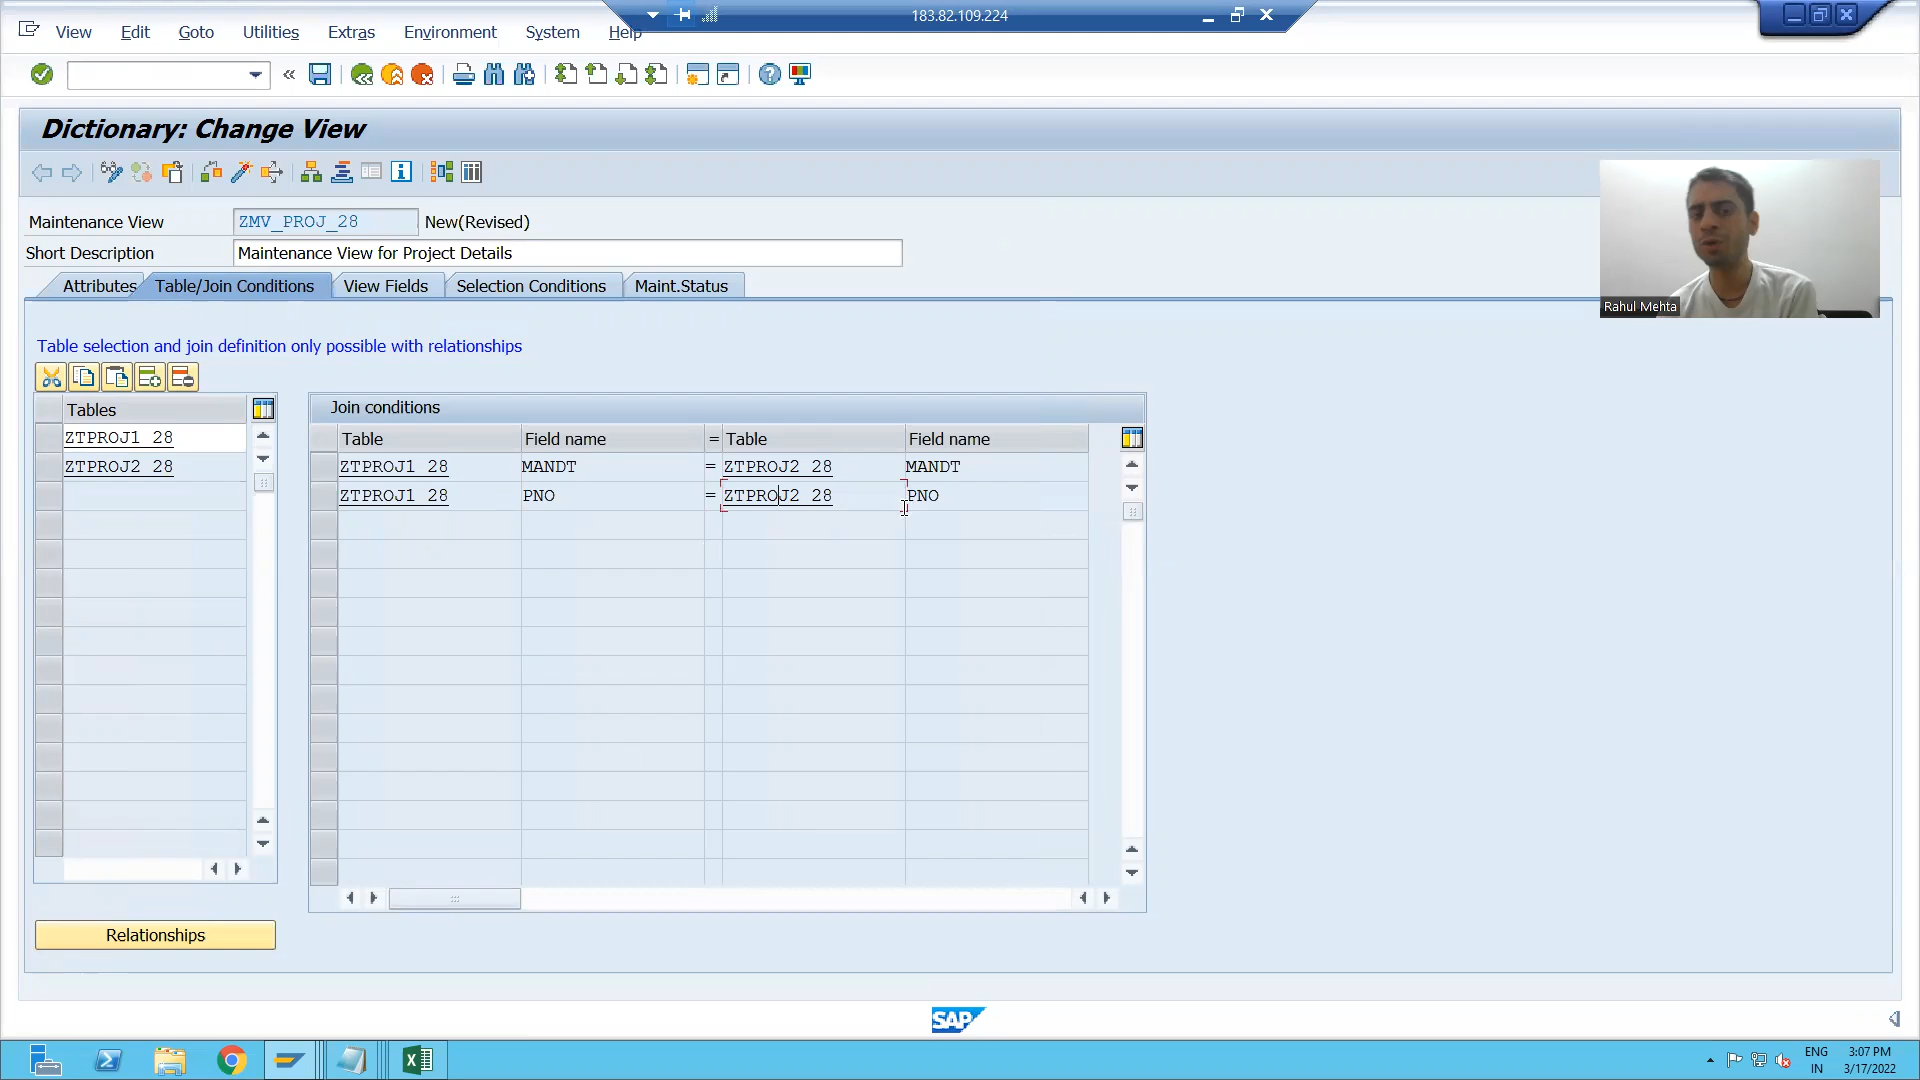 183.82.109.224
View Edit Goto Utilities Extras Environment System Help
Dictionary: Change View
Maintenance View ZMV_PROJ_28 New(Revised)
Short Description Maintenance View for Project Details
Attributes Table/Join Conditions View Fields Selection Conditions Maint.Status
Rahul Mehta
Table selection and join definition only possible with relationships
Tables
ZTPROJ1_28
ZTPROJ2_28
Join conditions
Table Field name = Table Field name
ZTPROJ1_28 MANDT = ZTPROJ2_28 MANDT
ZTPROJ1_28 PNO = ZTPROJ2_28 PNO
Relationships
SAP
ENG 3:07 PM
IN 3/17/2022